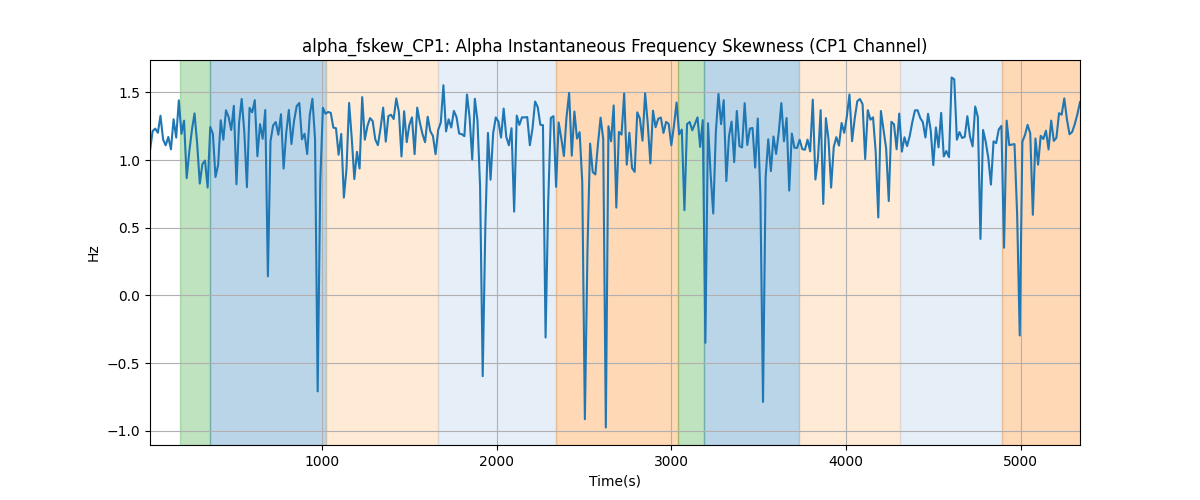 alpha_fskew_CP1: Alpha Instantaneous Frequency Skewness (CP1 Channel)
1.5
1.0
0.5
0.0
−0.5
−1.0
Hz
1000 2000 3000 4000 5000
Time(s)